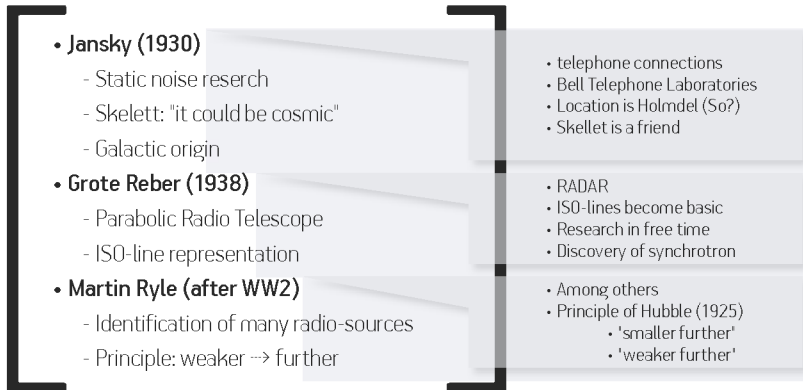 • Jansky (1930)
- Static noise reserch
- Skelett: "it could be cosmic"
- Galactic origin
• telephone connections
• Bell Telephone Laboratories
• Location is Holmdel (So?)
• Skellet is a friend
• Grote Reber (1938)
- Parabolic Radio Telescope
- ISO-line representation
• RADAR
• ISO-lines become basic
• Research in free time
• Discovery of synchrotron
• Martin Ryle (after WW2)
- Identification of many radio-sources
- Principle: weaker --> further
• Among others
• Principle of Hubble (1925)
• 'smaller further'
• 'weaker further'